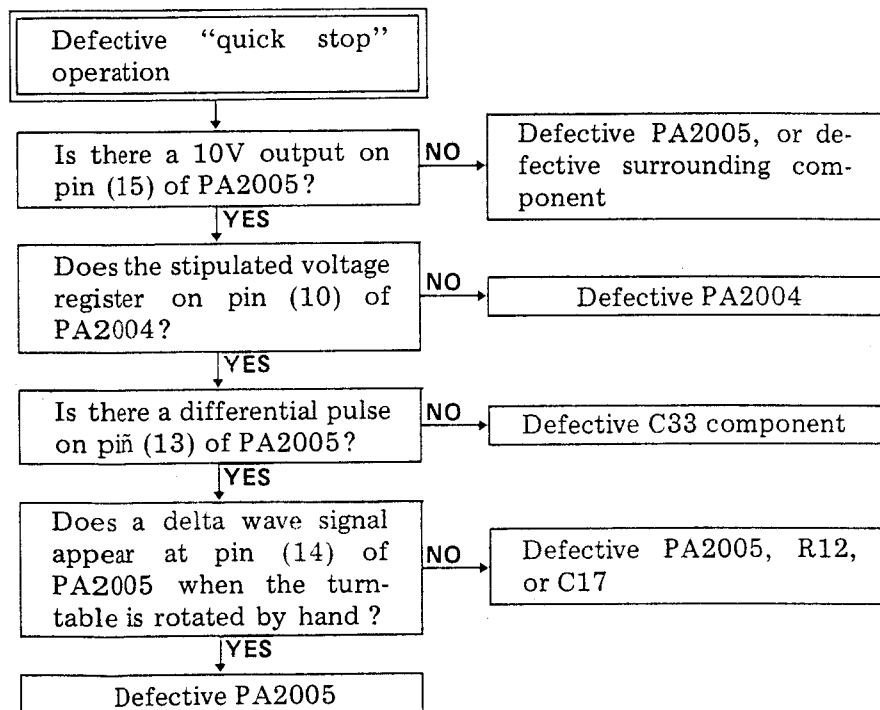 Defective “quick stop”
operation
Is there a 10V output on
pin (15) of PA2005?
NO
Defective PA2005, or de-
fective surrounding com-
ponent
YES
Does the stipulated voltage
register on pin (10) of
PA2004?
NO
Defective PA2004
YES
Is there a differential pulse
on piñ (13) of PA2005?
NO
Defective C33 component
YES
Does a delta wave signal
appear at pin (14) of
PA2005 when the turn-
table is rotated by hand ?
NO
Defective PA2005, R12,
or C17
YES
Defective PA2005